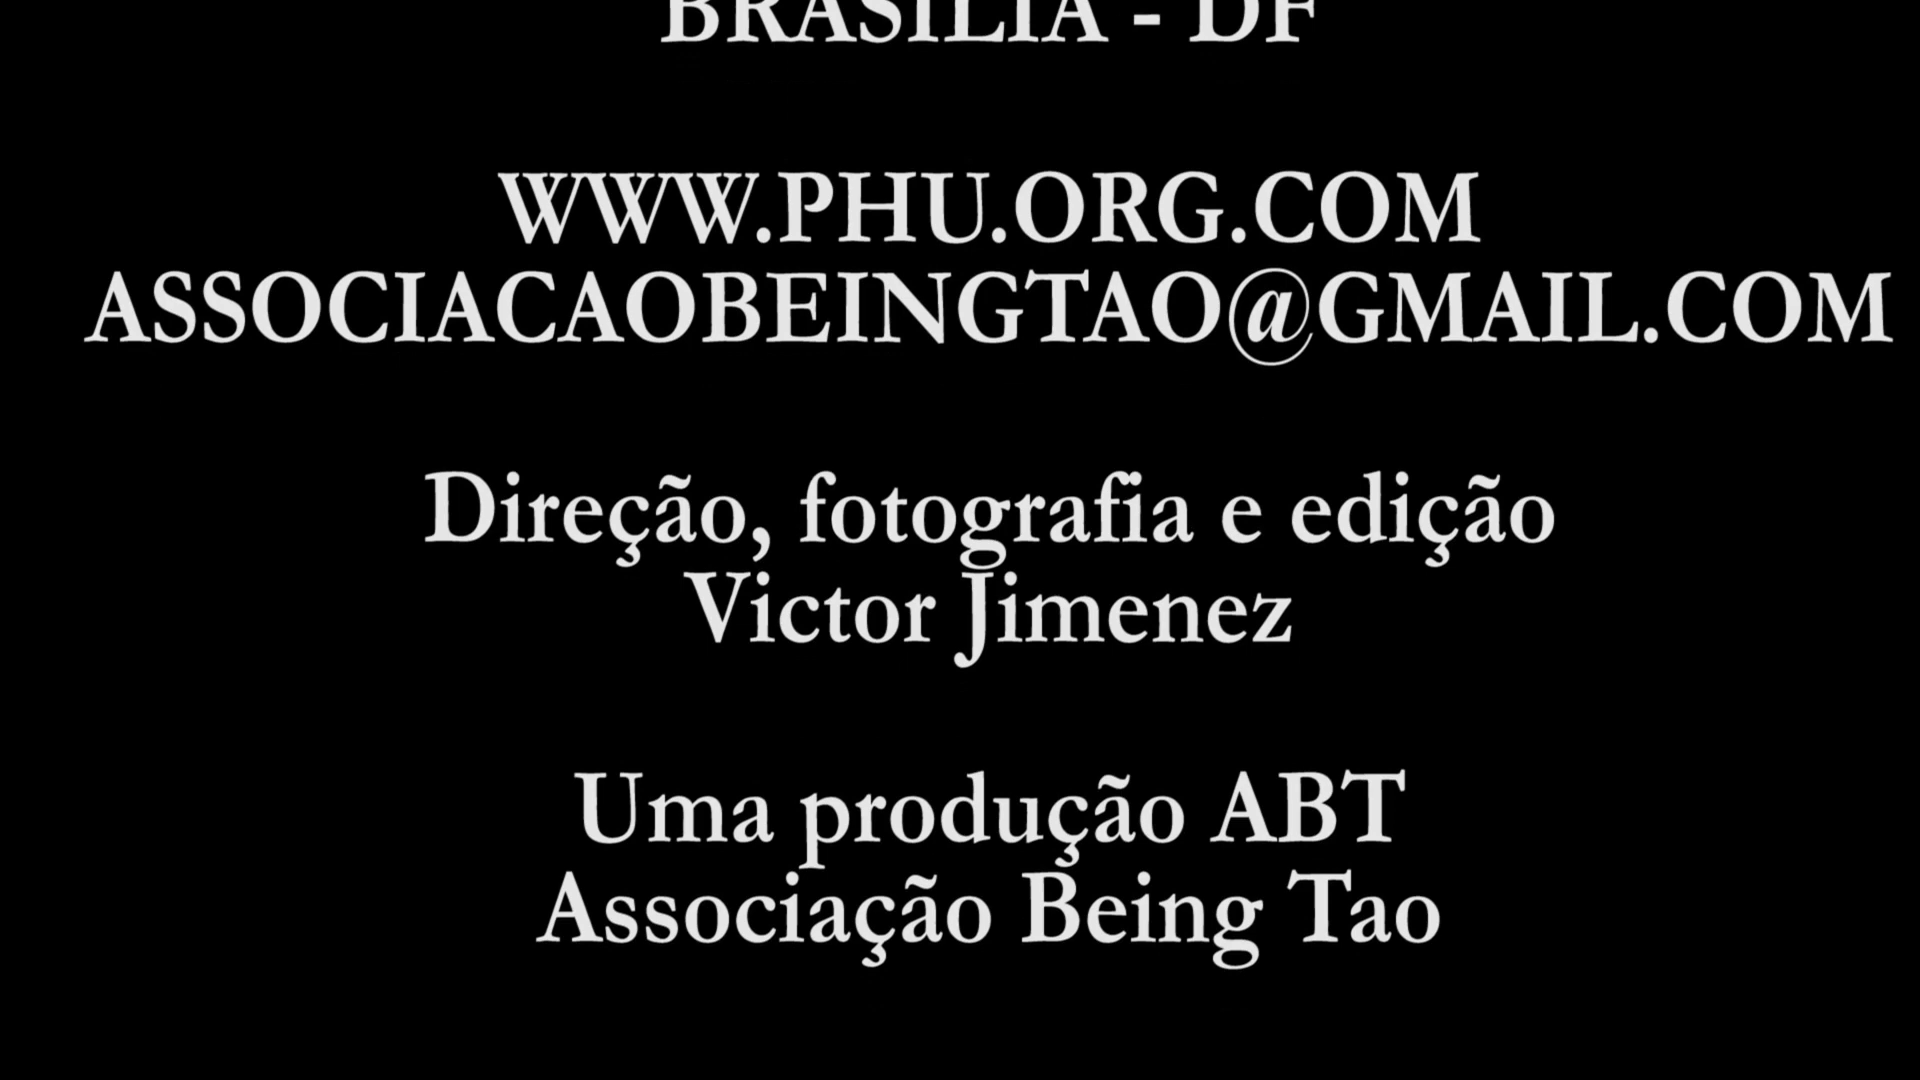 BRASILIA - DF
WWW.PHU.ORG.COM
ASSOCIACAOBEINGTAO@GMAIL.COM
Direção, fotografia e edição
Victor Jimenez
Uma produção ABT
Associação Being Tao